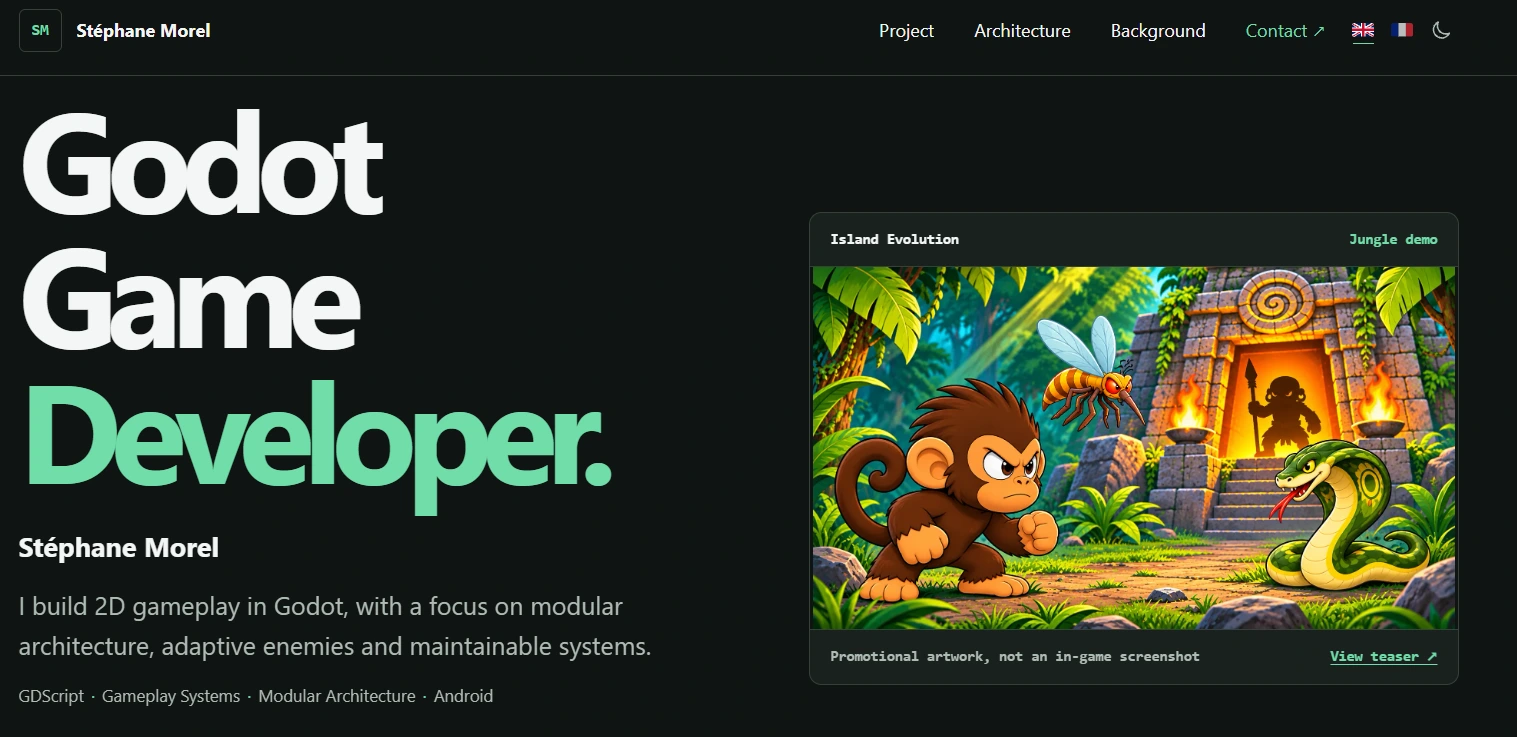 SM
Stéphane Morel
Project
Architecture
Background
Contact ↗
Godot
Game
Developer.
Stéphane Morel
I build 2D gameplay in Godot, with a focus on modular
architecture, adaptive enemies and maintainable systems.
GDScript · Gameplay Systems · Modular Architecture · Android
Island Evolution
Jungle demo
Promotional artwork, not an in-game screenshot
View teaser ↗